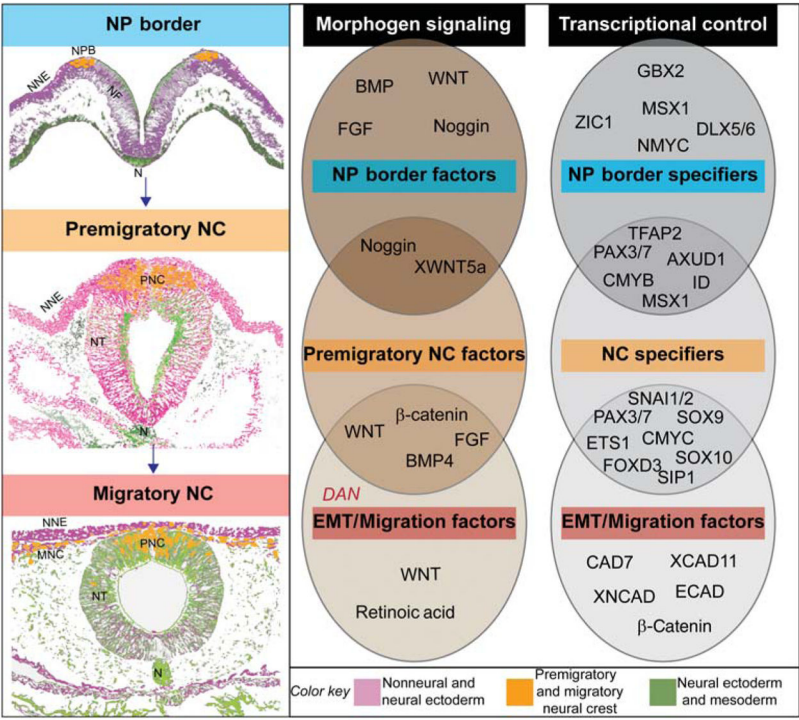 NP border
NPB
NNE
NP
N
Premigratory NC
PNC
NNE
NT
N
Migratory NC
NNE
PNC
MNC
NT
N
Morphogen signaling
BMP
WNT
FGF
Noggin
NP border factors
Noggin
XWNT5a
Premigratory NC factors
β-catenin
WNT
FGF
BMP4
DAN
EMT/Migration factors
WNT
Retinoic acid
Transcriptional control
GBX2
MSX1
ZIC1
DLX5/6
NMYC
NP border specifiers
TFAP2
PAX3/7
AXUD1
CMYB
ID
MSX1
NC specifiers
SNAI1/2
PAX3/7
SOX9
ETS1
CMYC
SOX10
FOXD3
SIP1
EMT/Migration factors
CAD7
XCAD11
XNCAD
ECAD
β-Catenin
Color key
Nonneural and
neural ectoderm
Premigratory
and migratory
neural crest
Neural ectoderm
and mesoderm